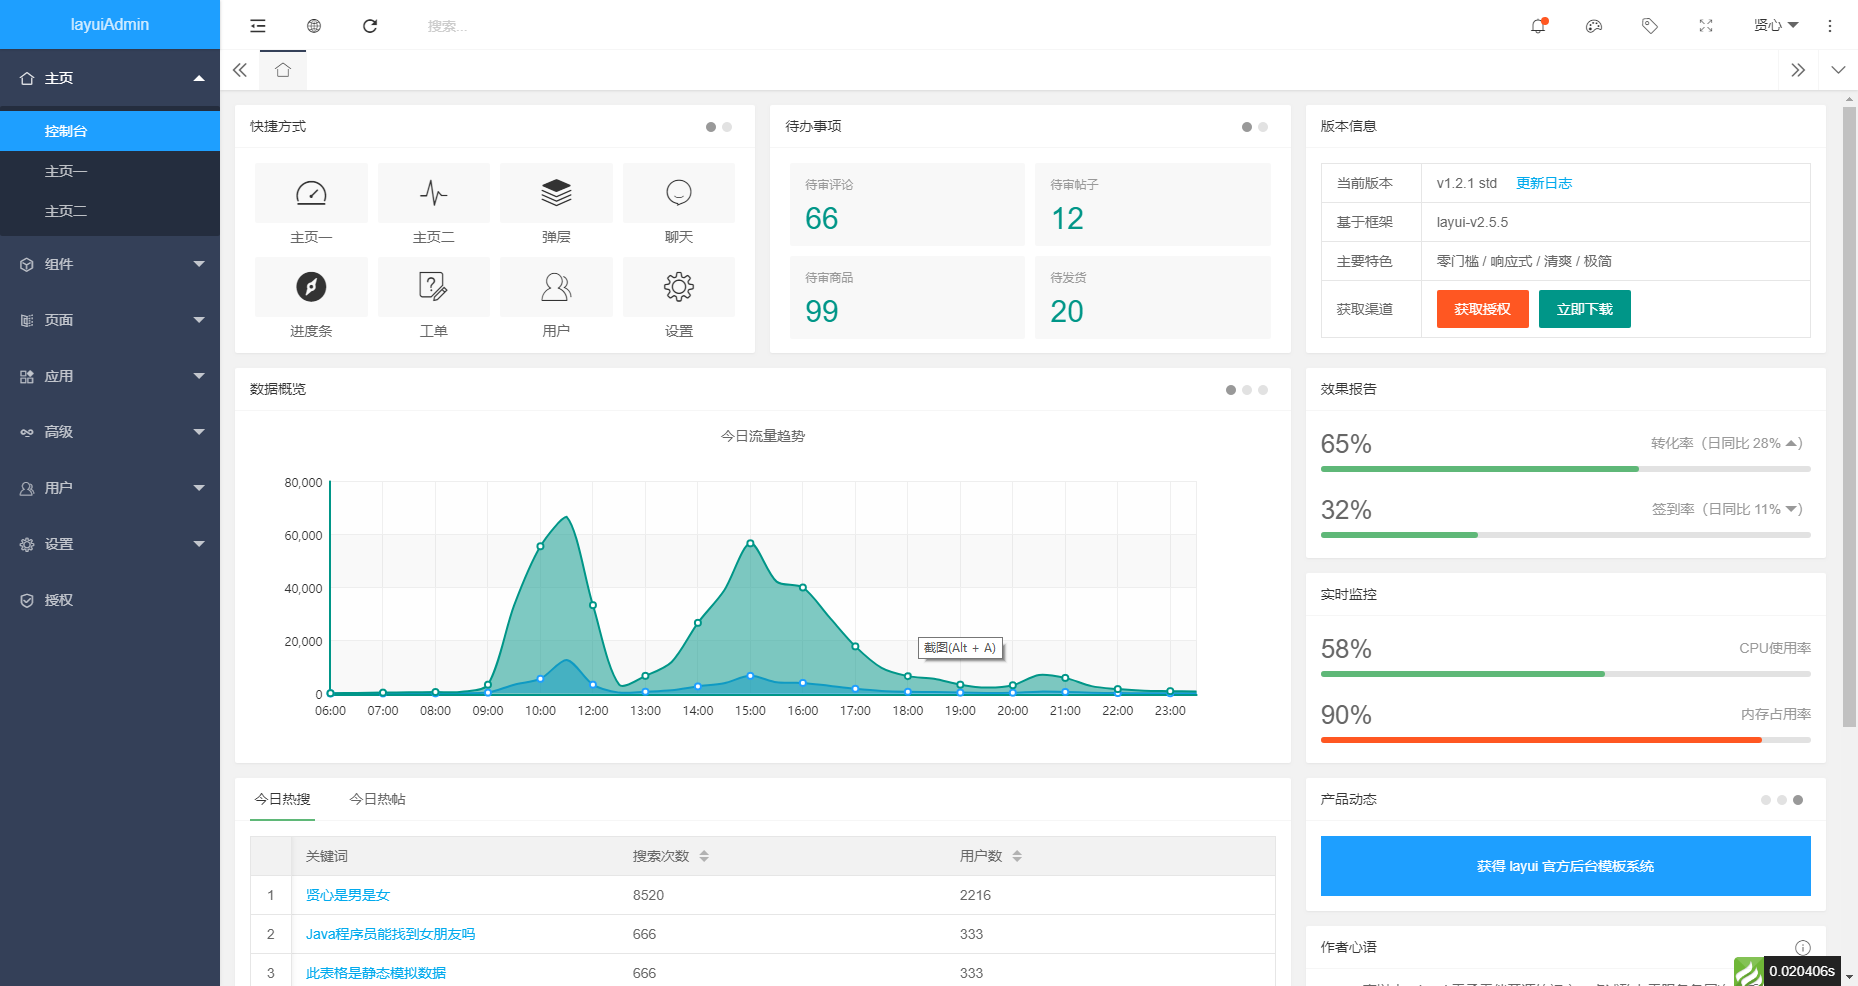 layuiAdmin
搜索...
贤心
主页
控制台
主页一
主页二
组件
页面
应用
高级
用户
设置
授权
快捷方式
主页一
主页二
弹层
聊天
进度条
工单
用户
设置
待办事项
待审评论
66
待审帖子
12
待审商品
99
待发货
20
版本信息
当前版本 v1.2.1 std 更新日志
基于框架 layui-v2.5.5
主要特色 零门槛 / 响应式 / 清爽 / 极简
获取渠道 获取授权 立即下载
数据概览
今日流量趋势
80,000
60,000
40,000
20,000
0
06:00 07:00 08:00 09:00 10:00 12:00 13:00 14:00 15:00 16:00 17:00 18:00 19:00 20:00 21:00 22:00 23:00
截图(Alt + A)
效果报告
65% 转化率（日同比 28% ）
32% 签到率（日同比 11% ）
实时监控
58% CPU使用率
90% 内存占用率
今日热搜 今日热帖
关键词 搜索次数 用户数
1 贤心是男是女 8520 2216
2 Java程序员能找到女朋友吗 666 333
3 此表格是静态模拟数据 666 333
产品动态
获得 layui 官方后台模板系统
作者心语
0.020406s